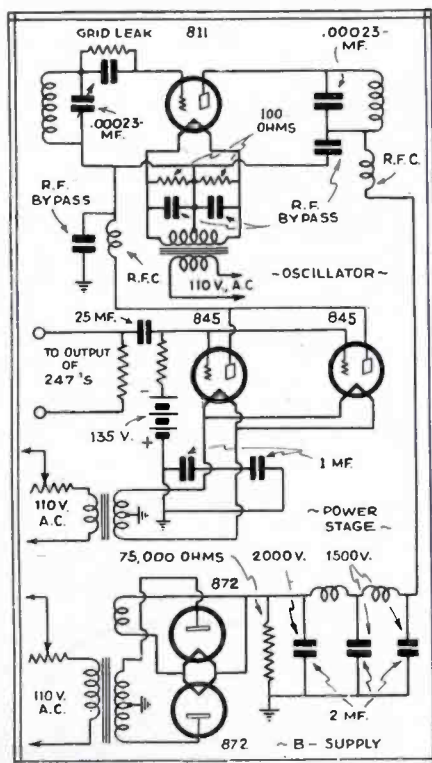 GRID LEAK
811
.00023-
MF.
.00023-
MF.
100
OHMS
R.F.C.
R.F.
BYPASS
R.F.
BYPASS
R.F.C.
110 V., A.C.
~OSCILLATOR~
25 MF.
845
845
TO OUTPUT
OF
247'S
-
135 V.
+
1 MF.
110 V.
A.C.
~POWER
STAGE~
75,000 OHMS
2000V.
1500V.
872
110 V.
A.C.
2 MF.
872
~B-SUPPLY